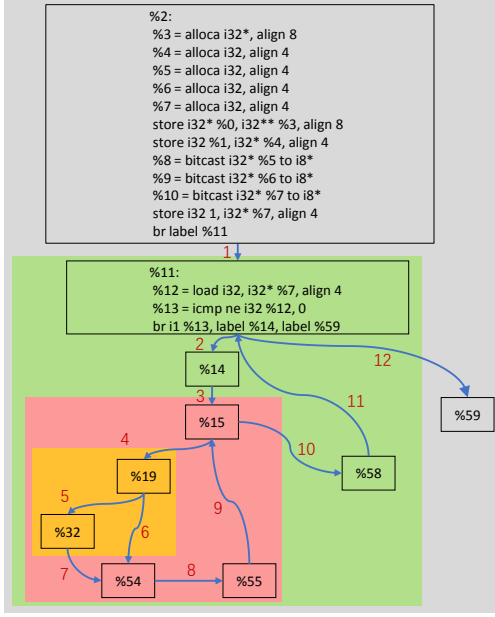 %2:
%3 = alloca i32*, align 8
%4 = alloca i32, align 4
%5 = alloca i32, align 4
%6 = alloca i32, align 4
%7 = alloca i32, align 4
store i32* %0, i32** %3, align 8
store i32 %1, i32* %4, align 4
%8 = bitcast i32* %5 to i8*
%9 = bitcast i32* %6 to i8*
%10 = bitcast i32* %7 to i8*
store i32 1, i32* %7, align 4
br label %11
1
%11:
%12 = load i32, i32* %7, align 4
%13 = icmp ne i32 %12, 0
br i1 %13, label %14, label %59
2
12
%14
3
11
%59
%15
4
10
%19
%58
5
9
6
%32
7
8
%54
%55